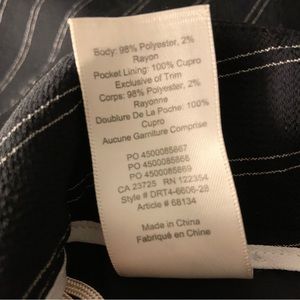 Body: 98% Polyester, 2%
Rayon
Pocket Lining: 100% Cupro
Exclusive of Trim
Corps: 98% Polyester, 2%
Rayonne
Doublure De La Poche: 100%
Cupro
Aucune Garniture Comprise
PO 4500085667
PO 4500085666
PO 4500085669
CA 23725 RN 122354
Style # DRT4-6606-28
Article # 68134
Made in China
Fabriqué en Chine